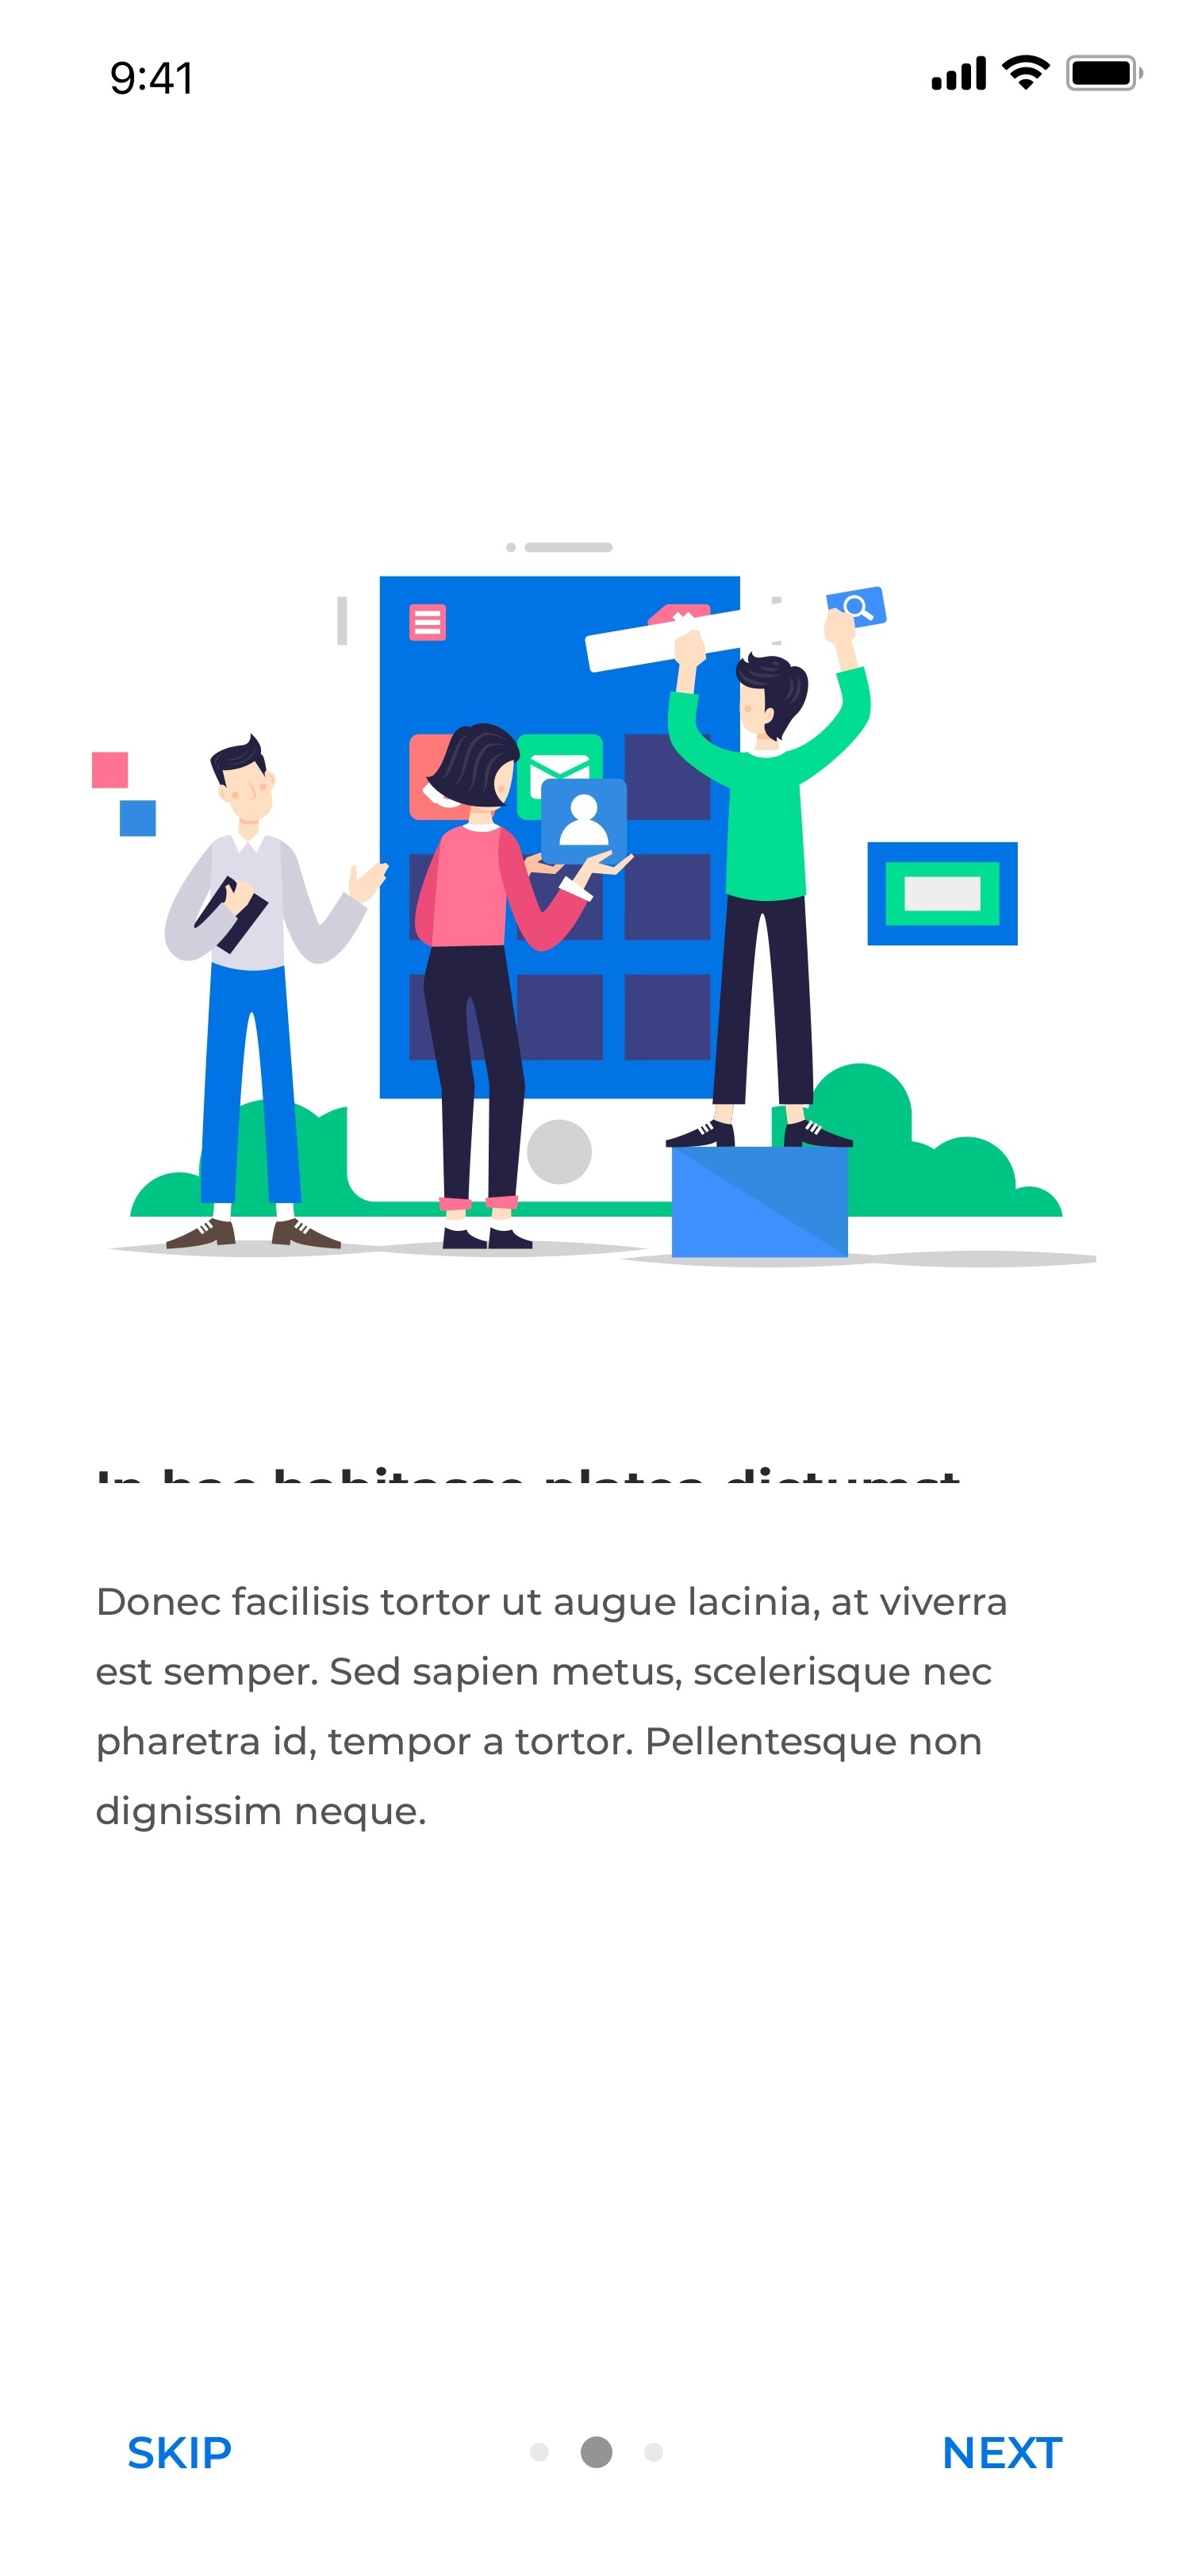 9:41
In hac habitasse platea dictumst
Donec facilisis tortor ut augue lacinia, at viverra
est semper. Sed sapien metus, scelerisque nec
pharetra id, tempor a tortor. Pellentesque non
dignissim neque.
SKIP
NEXT